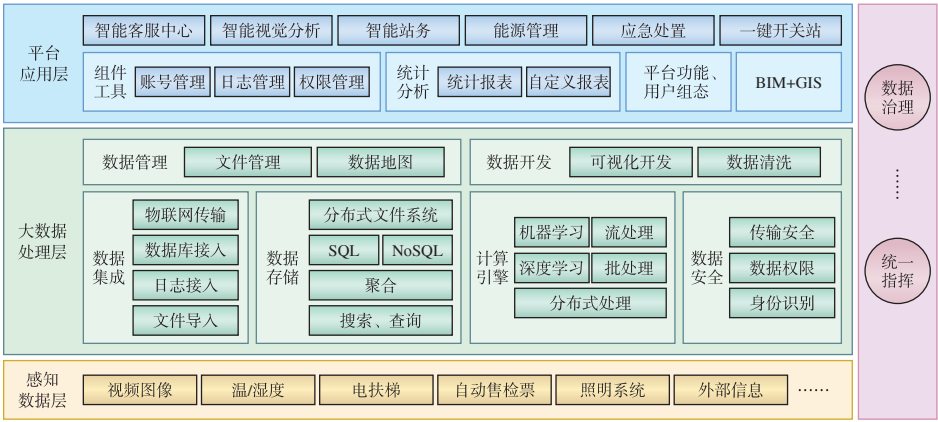 平台
应用层
智能客服中心
智能视觉分析
智能站务
能源管理
应急处置
一键开关站
组件
工具
账号管理
日志管理
权限管理
统计
分析
统计报表
自定义报表
平台功能、
用户组态
BIM+GIS
大数据
处理层
数据管理
文件管理
数据地图
数据开发
可视化开发
数据清洗
数据
集成
物联网传输
数据库接入
日志接入
文件导入
数据
存储
分布式文件系统
SQL
NoSQL
聚合
搜索、查询
计算
引擎
机器学习
流处理
深度学习
批处理
分布式处理
数据
安全
传输安全
数据权限
身份识别
感知
数据层
视频图像
温/湿度
电扶梯
自动售检票
照明系统
外部信息
……
数据
治理
……
统一
指挥